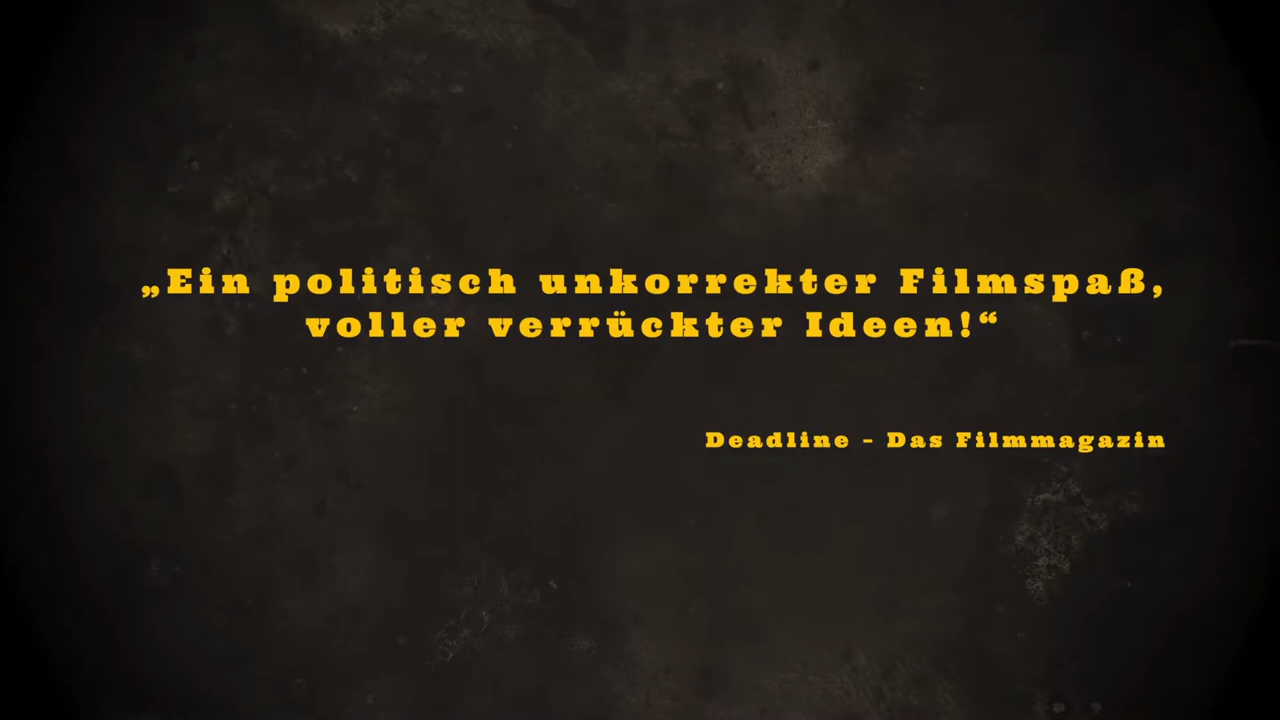 „Ein politisch unkorrekter Filmspaß,
voller verrückter Ideen!“
Deadline - Das Filmmagazin